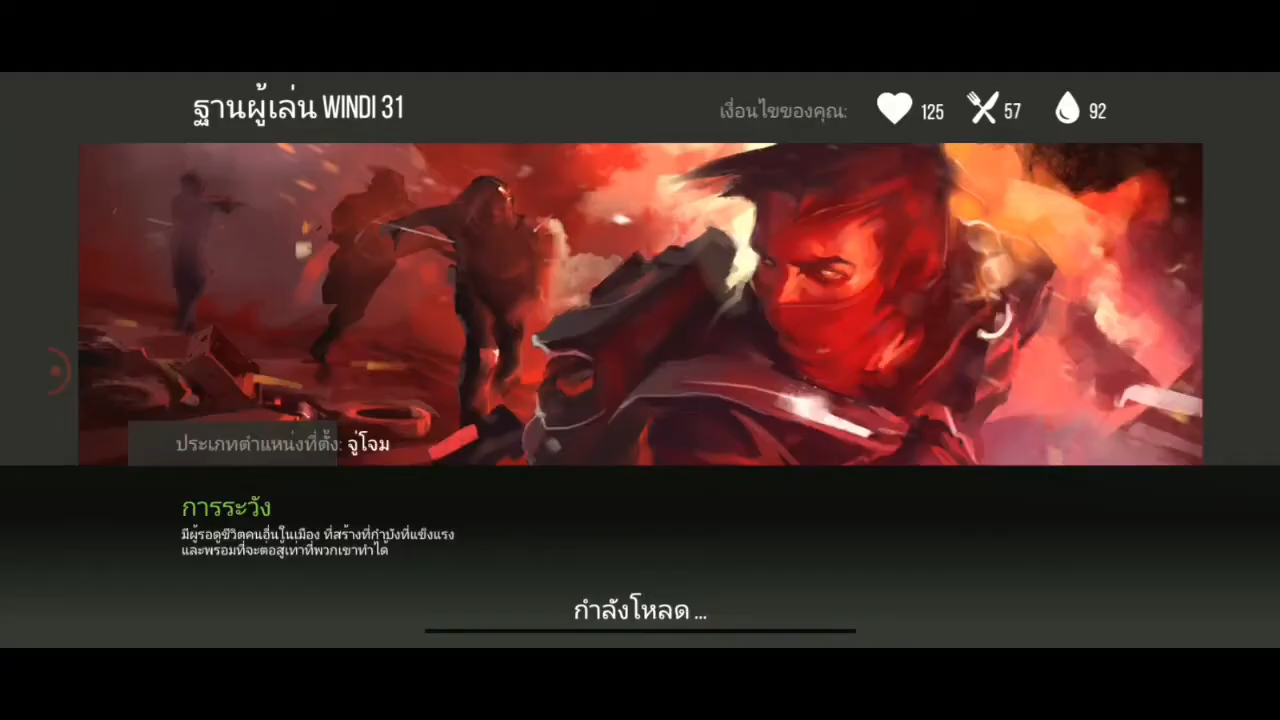 ฐานผู้เล่น WINDI 31
เงื่อนไขของคุณ: 125 57 92
ประเภทตำแหน่งที่ตั้ง: จู่โจม
การระวัง
มีผู้รอดชีวิตคนอื่นในเมือง ที่สร้างที่กำบังที่แข็งแรง
และพร้อมที่จะต่อสู้เท่าที่พวกเขาทำได้
กำลังโหลด ...